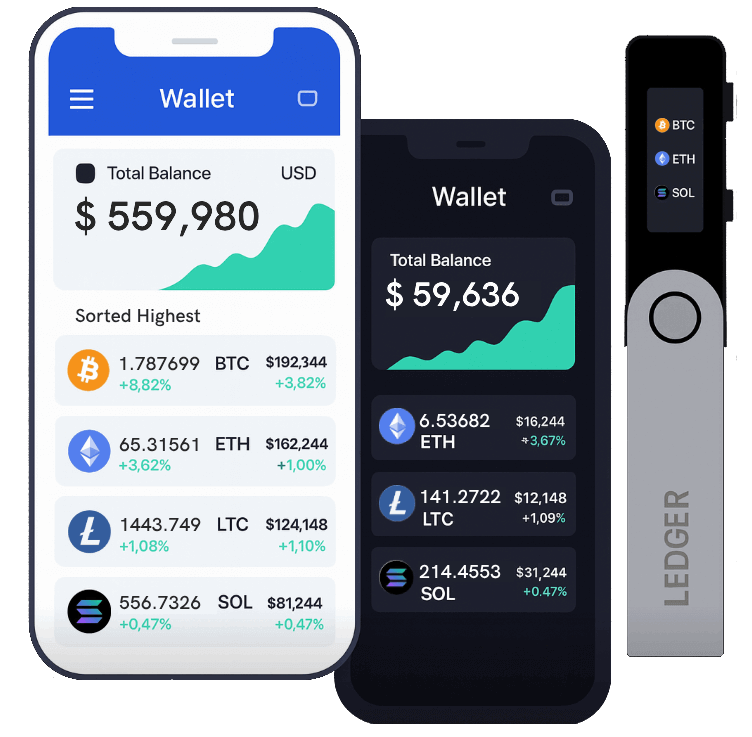 Wallet
Total Balance USD
$ 559,980
Sorted Highest
1.787699 BTC $192,344
+8,82% +3,82%
65.31561 ETH $162,244
+3,62% +1,00%
1443.749 LTC $124,148
+1,08% +1,10%
556.7326 SOL $81,244
+0,47% +0,47%
Wallet
Total Balance
$ 59,636
6.53682 $16,244
ETH +3,67%
141.2722 $12,148
LTC +1,09%
214.4553 $31,244
SOL +0.47%
BTC
ETH
SOL
LEDGER